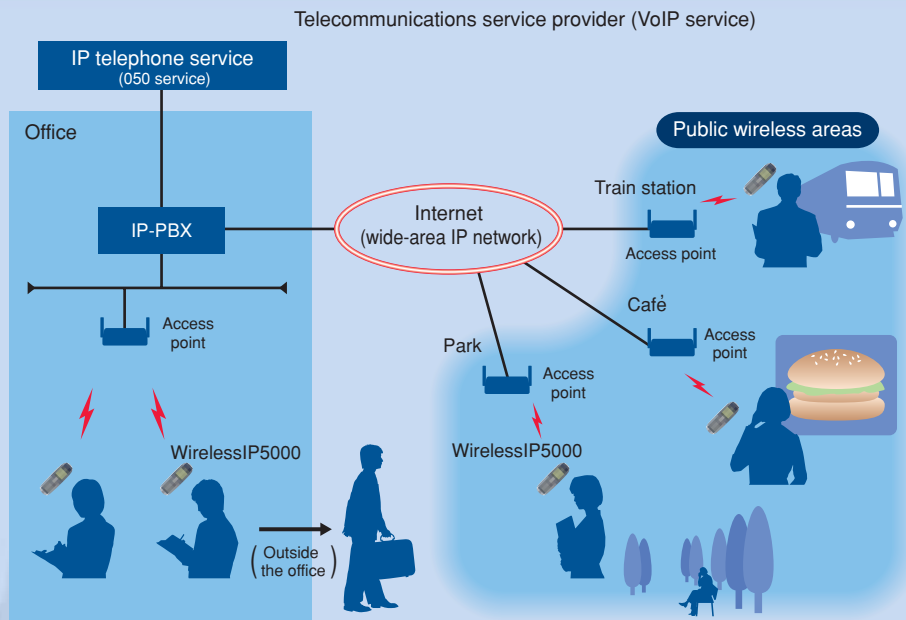 Telecommunications service provider (VoIP service)
IP telephone service
(050 service)
Office
Public wireless areas
Train station
Internet
(wide-area IP network)
IP-PBX
Access point
Café
Access
point
Access
point
Park
Access
point
WirelessIP5000
WirelessIP5000
(Outside
the office)